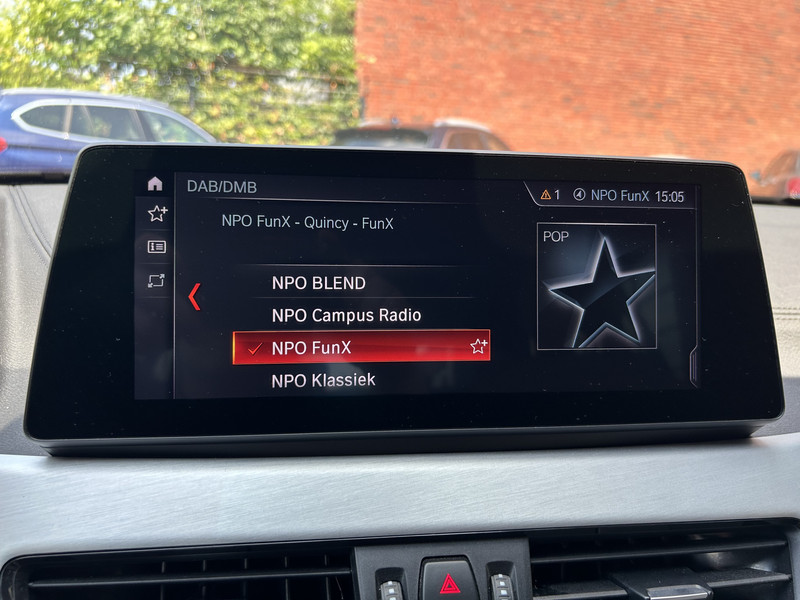 DAB/DMB
1 NPO FunX 15:05
NPO FunX - Quincy - FunX
POP
NPO BLEND
NPO Campus Radio
NPO FunX
NPO Klassiek